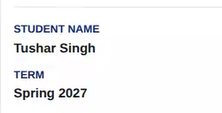 STUDENT NAME
Tushar Singh
TERM
Spring 2027